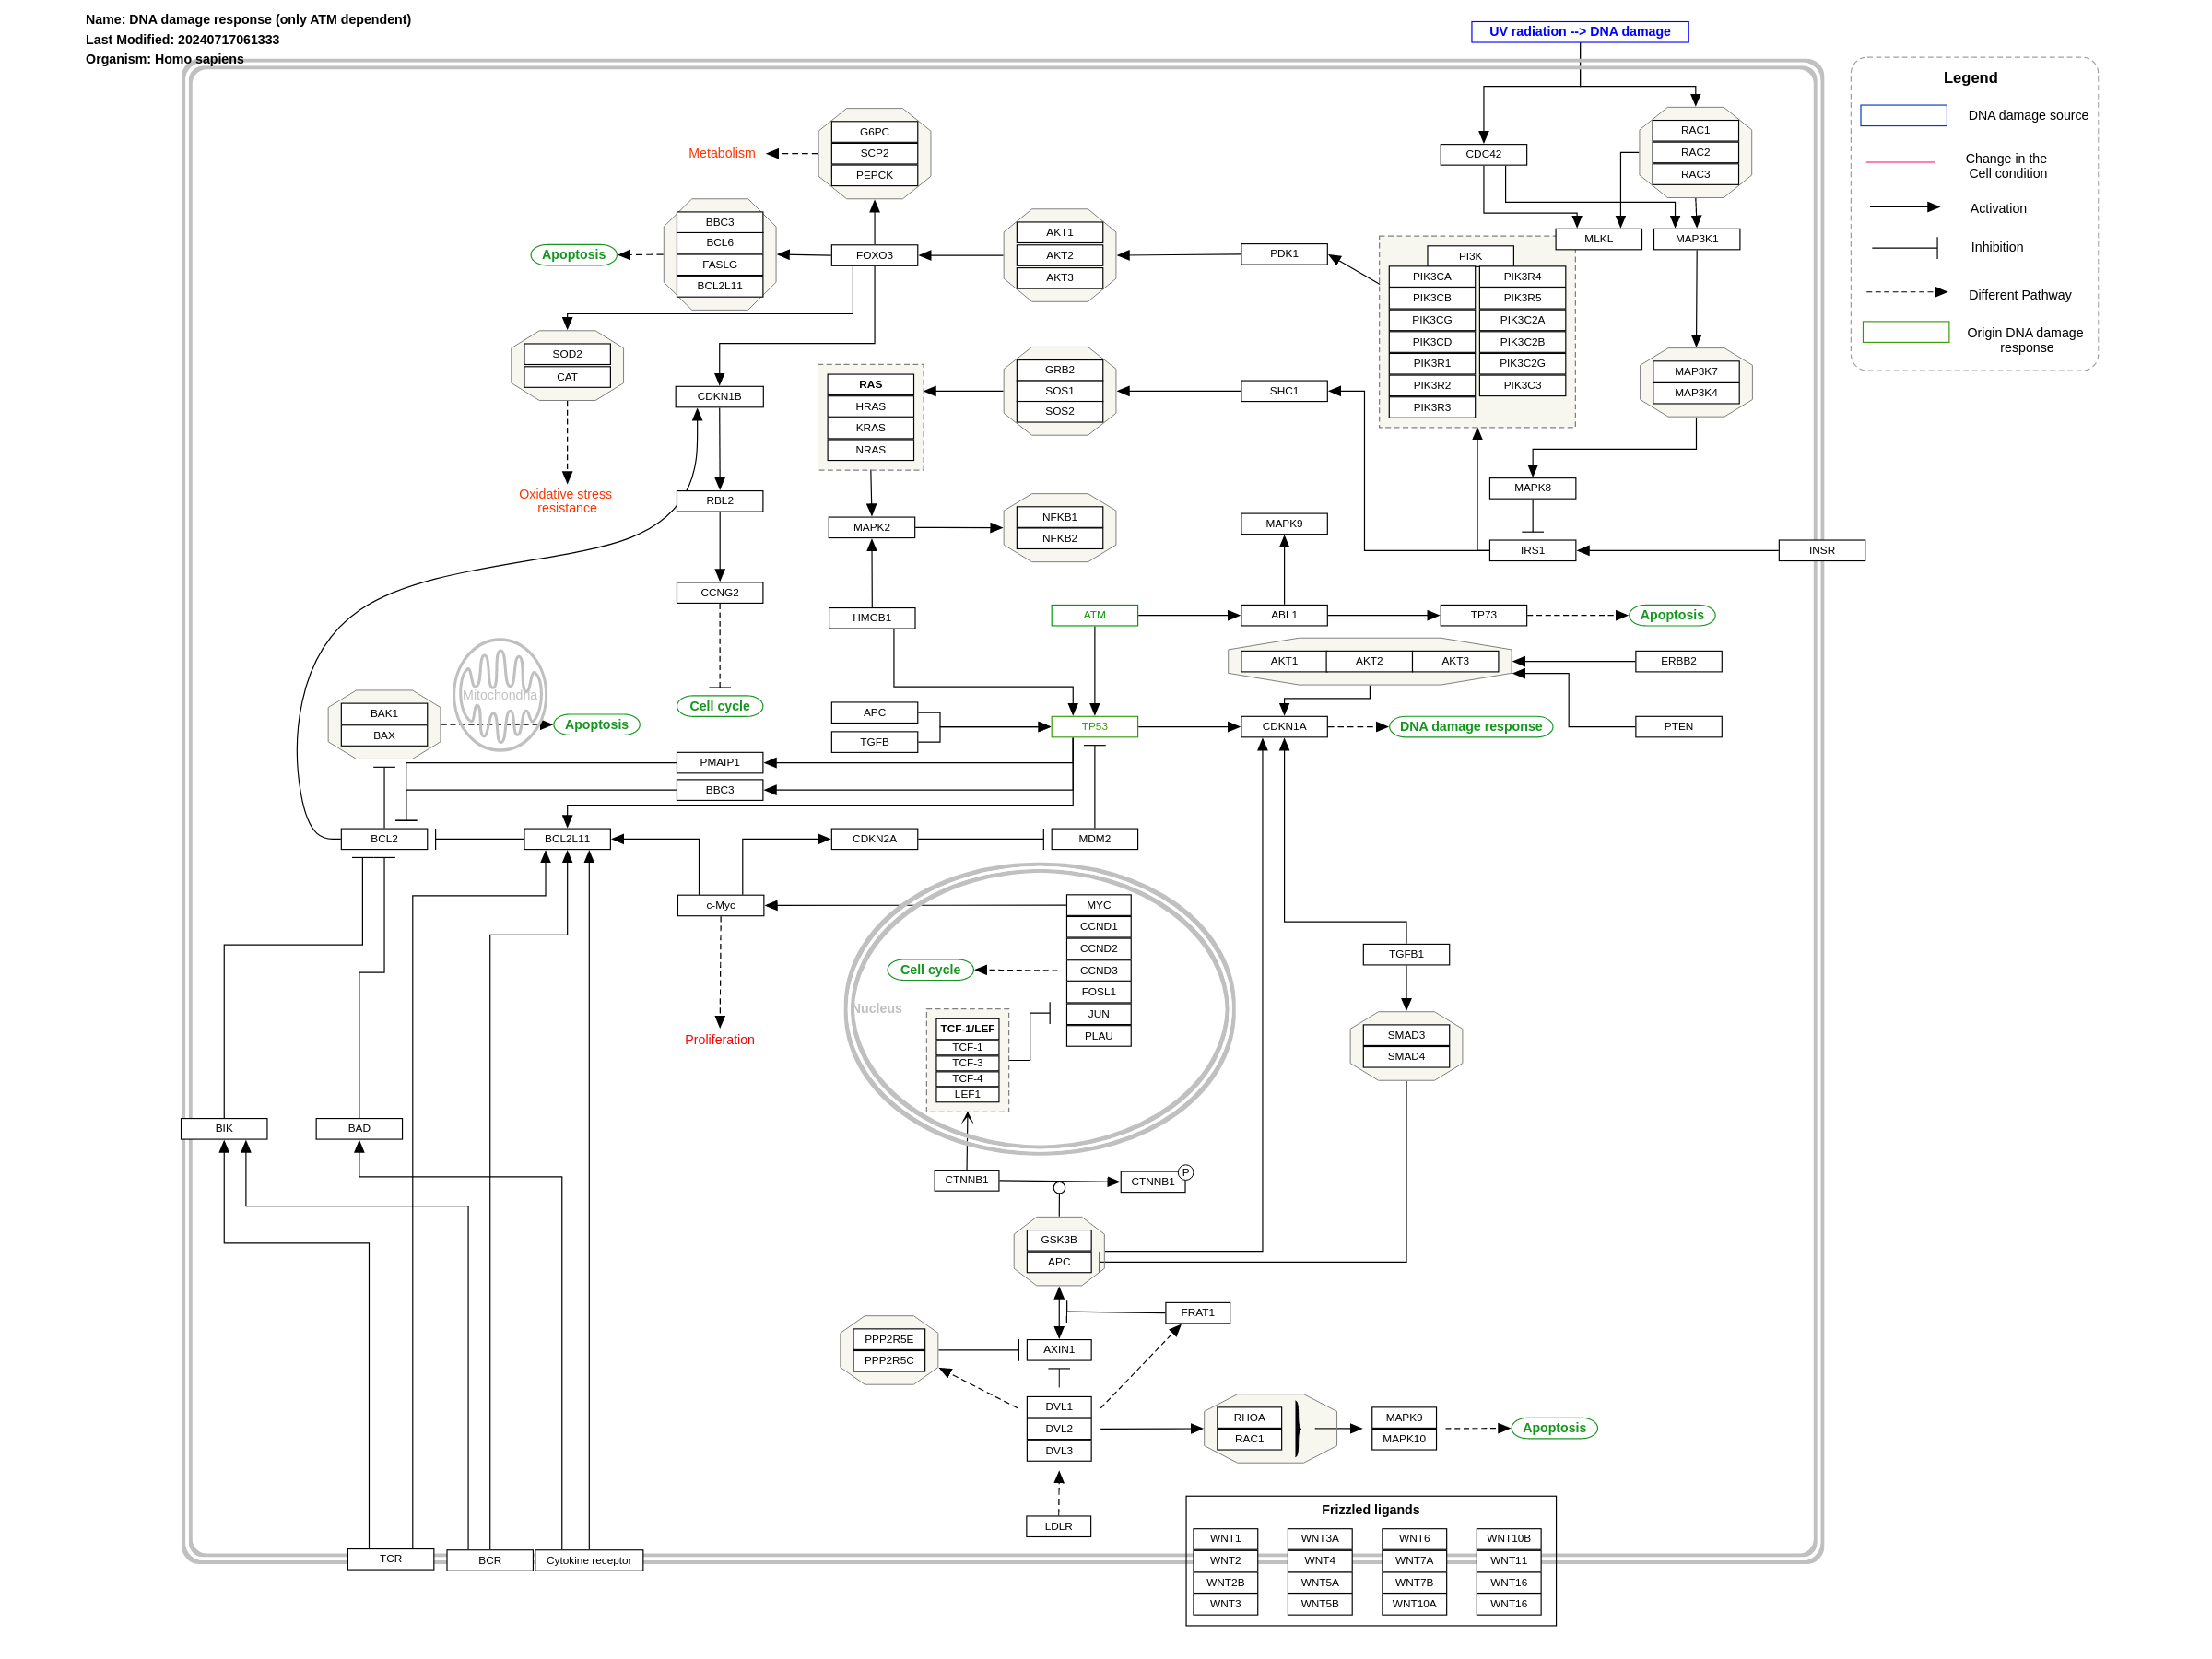 Name: DNA damage response (only ATM dependent)
Last Modified: 20240717061333
Organism: Homo sapiens
UV radiation --> DNA damage
Legend
DNA damage source
Change in the
Cell condition
Activation
Inhibition
Different Pathway
Origin DNA damage
response
G6PC
SCP2
PEPCK
Metabolism
RAC1
RAC2
RAC3
CDC42
BBC3
BCL6
FASLG
BCL2L11
Apoptosis
FOXO3
AKT1
AKT2
AKT3
PDK1
MLKL
MAP3K1
PI3K
PIK3CA
PIK3CB
PIK3CG
PIK3CD
PIK3R1
PIK3R2
PIK3R3
PIK3R4
PIK3R5
PIK3C2A
PIK3C2B
PIK3C2G
PIK3C3
SOD2
CAT
CDKN1B
RAS
HRAS
KRAS
NRAS
GRB2
SOS1
SOS2
SHC1
MAP3K7
MAP3K4
Oxidative stress
resistance
RBL2
MAPK2
NFKB1
NFKB2
MAPK9
MAPK8
IRS1
INSR
CCNG2
HMGB1
ATM
ABL1
TP73
Apoptosis
AKT1
AKT2
AKT3
ERBB2
Mitochondria
BAK1
BAX
Apoptosis
Cell cycle
APC
TGFB
TP53
CDKN1A
DNA damage response
PTEN
PMAIP1
BBC3
BCL2
BCL2L11
CDKN2A
MDM2
c-Myc
MYC
CCND1
CCND2
CCND3
FOSL1
JUN
PLAU
Cell cycle
Nucleus
TCF-1/LEF
TCF-1
TCF-3
TCF-4
LEF1
TGFB1
SMAD3
SMAD4
Proliferation
BIK
BAD
CTNNB1
CTNNB1
P
GSK3B
APC
FRAT1
PPP2R5E
PPP2R5C
AXIN1
DVL1
DVL2
DVL3
RHOA
RAC1
MAPK9
MAPK10
Apoptosis
LDLR
TCR
BCR
Cytokine receptor
Frizzled ligands
WNT1
WNT2
WNT2B
WNT3
WNT3A
WNT4
WNT5A
WNT5B
WNT6
WNT7A
WNT7B
WNT10A
WNT10B
WNT11
WNT16
WNT16